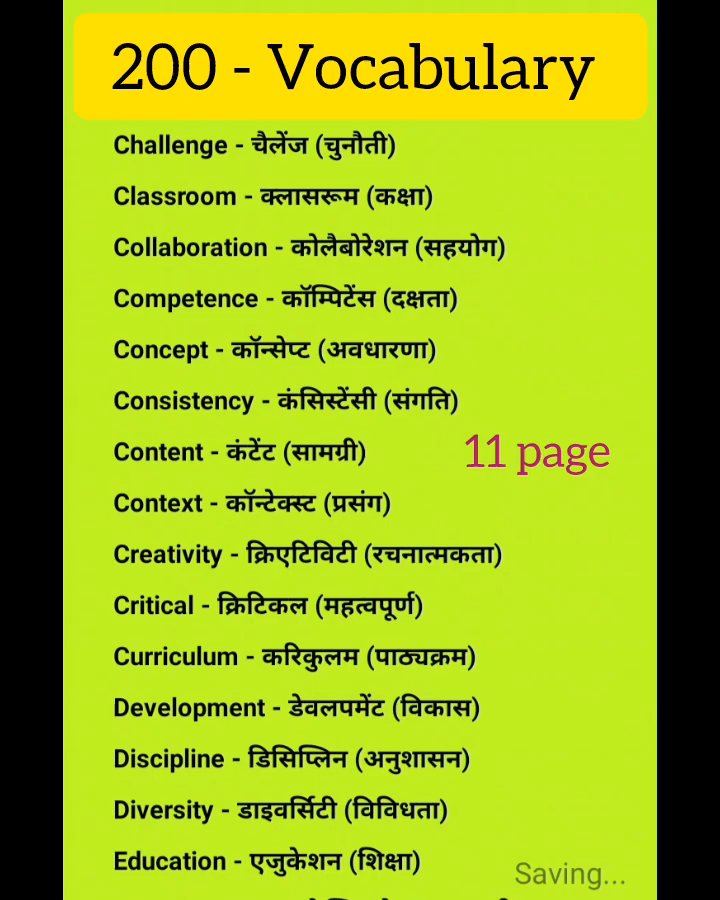 200 - Vocabulary
Challenge - चैलेंज (चुनौती)
Classroom - क्लासरूम (कक्षा)
Collaboration - कोलैबोरेशन (सहयोग)
Competence - कॉम्पिटेंस (दक्षता)
Concept - कॉन्सेप्ट (अवधारणा)
Consistency - कंसिस्टेंसी (संगति)
Content - कंटेंट (सामग्री)
11 page
Context - कॉन्टेक्स्ट (प्रसंग)
Creativity - क्रिएटिविटी (रचनात्मकता)
Critical - क्रिटिकल (महत्वपूर्ण)
Curriculum - करिकुलम (पाठ्यक्रम)
Development - डेवलपमेंट (विकास)
Discipline - डिसिप्लिन (अनुशासन)
Diversity - डाइवर्सिटी (विविधता)
Education - एजुकेशन (शिक्षा)
Saving...